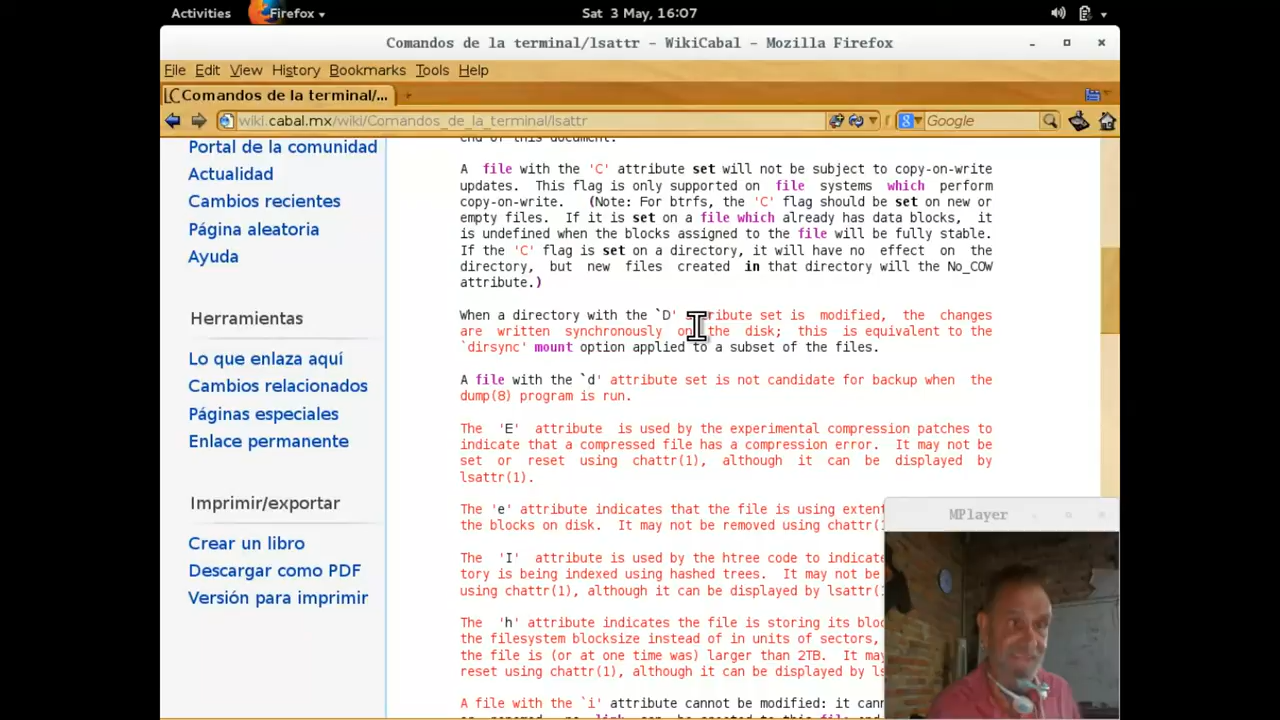 Activities Firefox Sat 3 May, 16:07
Comandos de la terminal/lsattr - WikiCabal - Mozilla Firefox
File Edit View History Bookmarks Tools Help
Comandos de la terminal/...
wiki.cabal.mx/wiki/Comandos_de_la_terminal/lsattr Google
Portal de la comunidad
Actualidad
Cambios recientes
Página aleatoria
Ayuda
Herramientas
Lo que enlaza aquí
Cambios relacionados
Páginas especiales
Enlace permanente
Imprimir/exportar
Crear un libro
Descargar como PDF
Versión para imprimir
end of this document.
A file with the 'C' attribute set will not be subject to copy-on-write
updates. This flag is only supported on file systems which perform
copy-on-write. (Note: For btrfs, the 'C' flag should be set on new or
empty files. If it is set on a file which already has data blocks, it
is undefined when the blocks assigned to the file will be fully stable.
If the 'C' flag is set on a directory, it will have no effect on the
directory, but new files created in that directory will the No_COW
attribute.)
When a directory with the `D' attribute set is modified, the changes
are written synchronously on the disk; this is equivalent to the
`dirsync' mount option applied to a subset of the files.
A file with the `d' attribute set is not candidate for backup when the
dump(8) program is run.
The 'E' attribute is used by the experimental compression patches to
indicate that a compressed file has a compression error. It may not be
set or reset using chattr(1), although it can be displayed by
lsattr(1).
The 'e' attribute indicates that the file is using extent
the blocks on disk. It may not be removed using chattr(1
The 'I' attribute is used by the htree code to indicate
tory is being indexed using hashed trees. It may not be
using chattr(1), although it can be displayed by lsattr(1
The 'h' attribute indicates the file is storing its bloc
the filesystem blocksize instead of in units of sectors,
the file is (or at one time was) larger than 2TB. It may
reset using chattr(1), although it can be displayed by ls
A file with the `i' attribute cannot be modified: it cann
MPlayer